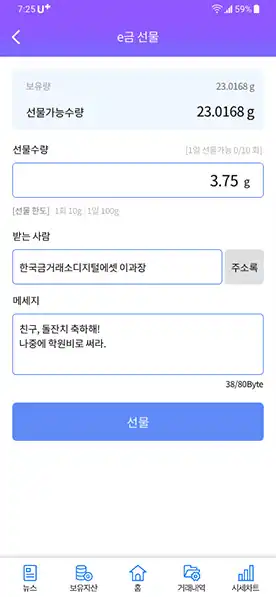 7:25 U+ 59%
e금 선물
보유량 23.0168 g
선물가능수량 23.0168 g
선물수량 [1일 선물가능 0/10 회]
3.75 g
[선물 한도] 1회 10g 1일 100g
받는 사람
한국금거래소디지털에셋 이과장 주소록
메세지
친구, 돌잔치 축하해!
나중에 학원비로 써라.
38/80Byte
선물
뉴스 보유자산 홈 거래내역 시세차트